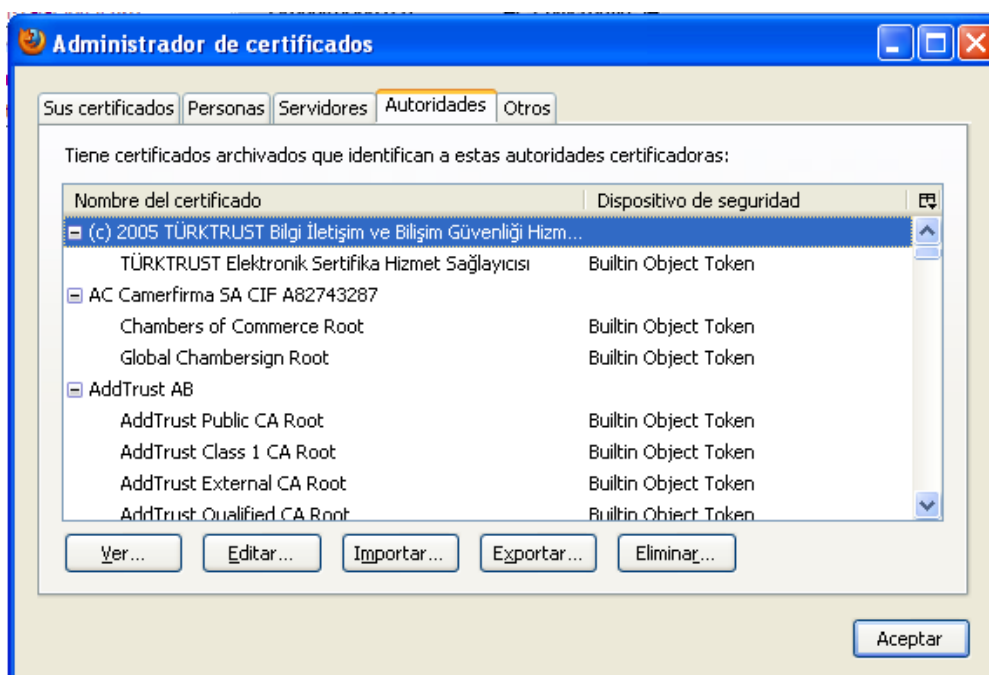 Administrador de certificados
Sus certificados Personas Servidores Autoridades Otros
Tiene certificados archivados que identifican a estas autoridades certificadoras:
Nombre del certificado Dispositivo de seguridad
(c) 2005 TÜRKTRUST Bilgi İletişim ve Bilişim Güvenliği Hizm...
TÜRKTRUST Elektronik Sertifika Hizmet Sağlayıcısı Builtin Object Token
AC Camerfirma SA CIF A82743287
Chambers of Commerce Root Builtin Object Token
Global Chambersign Root Builtin Object Token
AddTrust AB
AddTrust Public CA Root Builtin Object Token
AddTrust Class 1 CA Root Builtin Object Token
AddTrust External CA Root Builtin Object Token
AddTrust Qualified CA Root Builtin Object Token
Ver... Editar... Importar... Exportar... Eliminar...
Aceptar